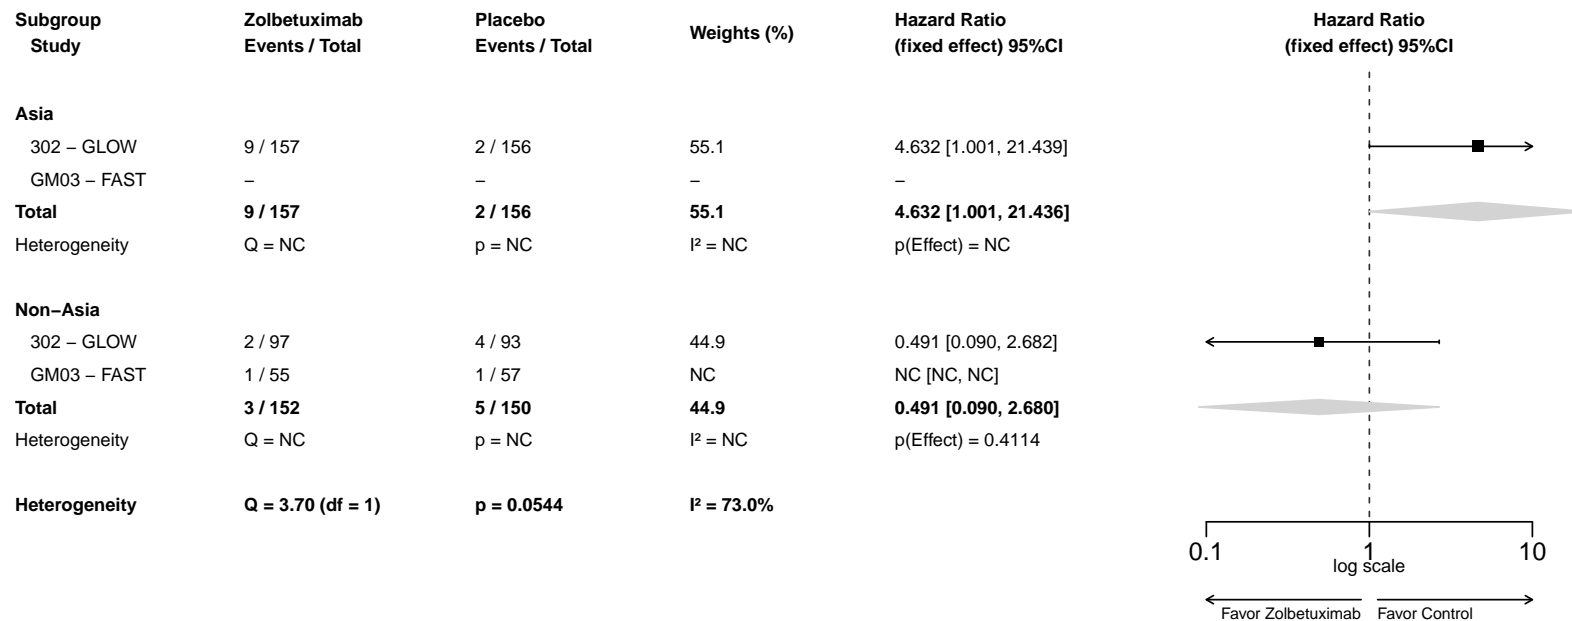 Subgroup Zolbetuximab Placebo Weights (%) Hazard Ratio Hazard Ratio
Study Events / Total Events / Total (fixed effect) 95%CI (fixed effect) 95%CI
Asia
302 – GLOW 9 / 157 2 / 156 55.1 4.632 [1.001, 21.439]
GM03 – FAST – – – –
Total 9 / 157 2 / 156 55.1 4.632 [1.001, 21.436]
Heterogeneity Q = NC p = NC I² = NC p(Effect) = NC
Non–Asia
302 – GLOW 2 / 97 4 / 93 44.9 0.491 [0.090, 2.682]
GM03 – FAST 1 / 55 1 / 57 NC NC [NC, NC]
Total 3 / 152 5 / 150 44.9 0.491 [0.090, 2.680]
Heterogeneity Q = NC p = NC I² = NC p(Effect) = 0.4114
Heterogeneity Q = 3.70 (df = 1) p = 0.0544 I² = 73.0%
0.1 1 10
log scale
Favor Zolbetuximab Favor Control